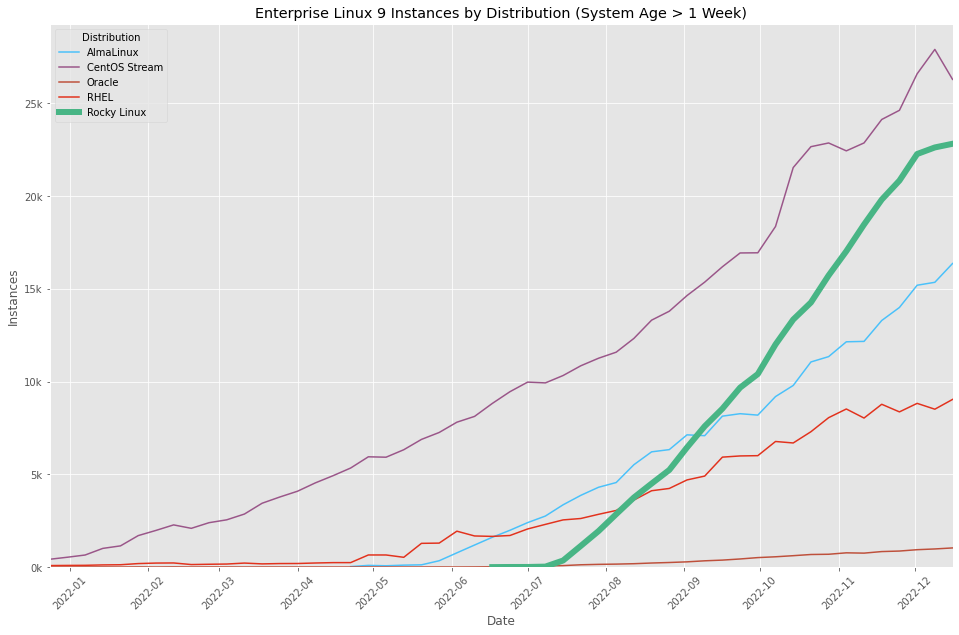 Enterprise Linux 9 Instances by Distribution (System Age > 1 Week)
Distribution
AlmaLinux
CentOS Stream
Oracle
RHEL
Rocky Linux
Instances
25k
20k
15k
10k
5k
0k
2022-01
2022-02
2022-03
2022-04
2022-05
2022-06
2022-07
2022-08
2022-09
2022-10
2022-11
2022-12
Date